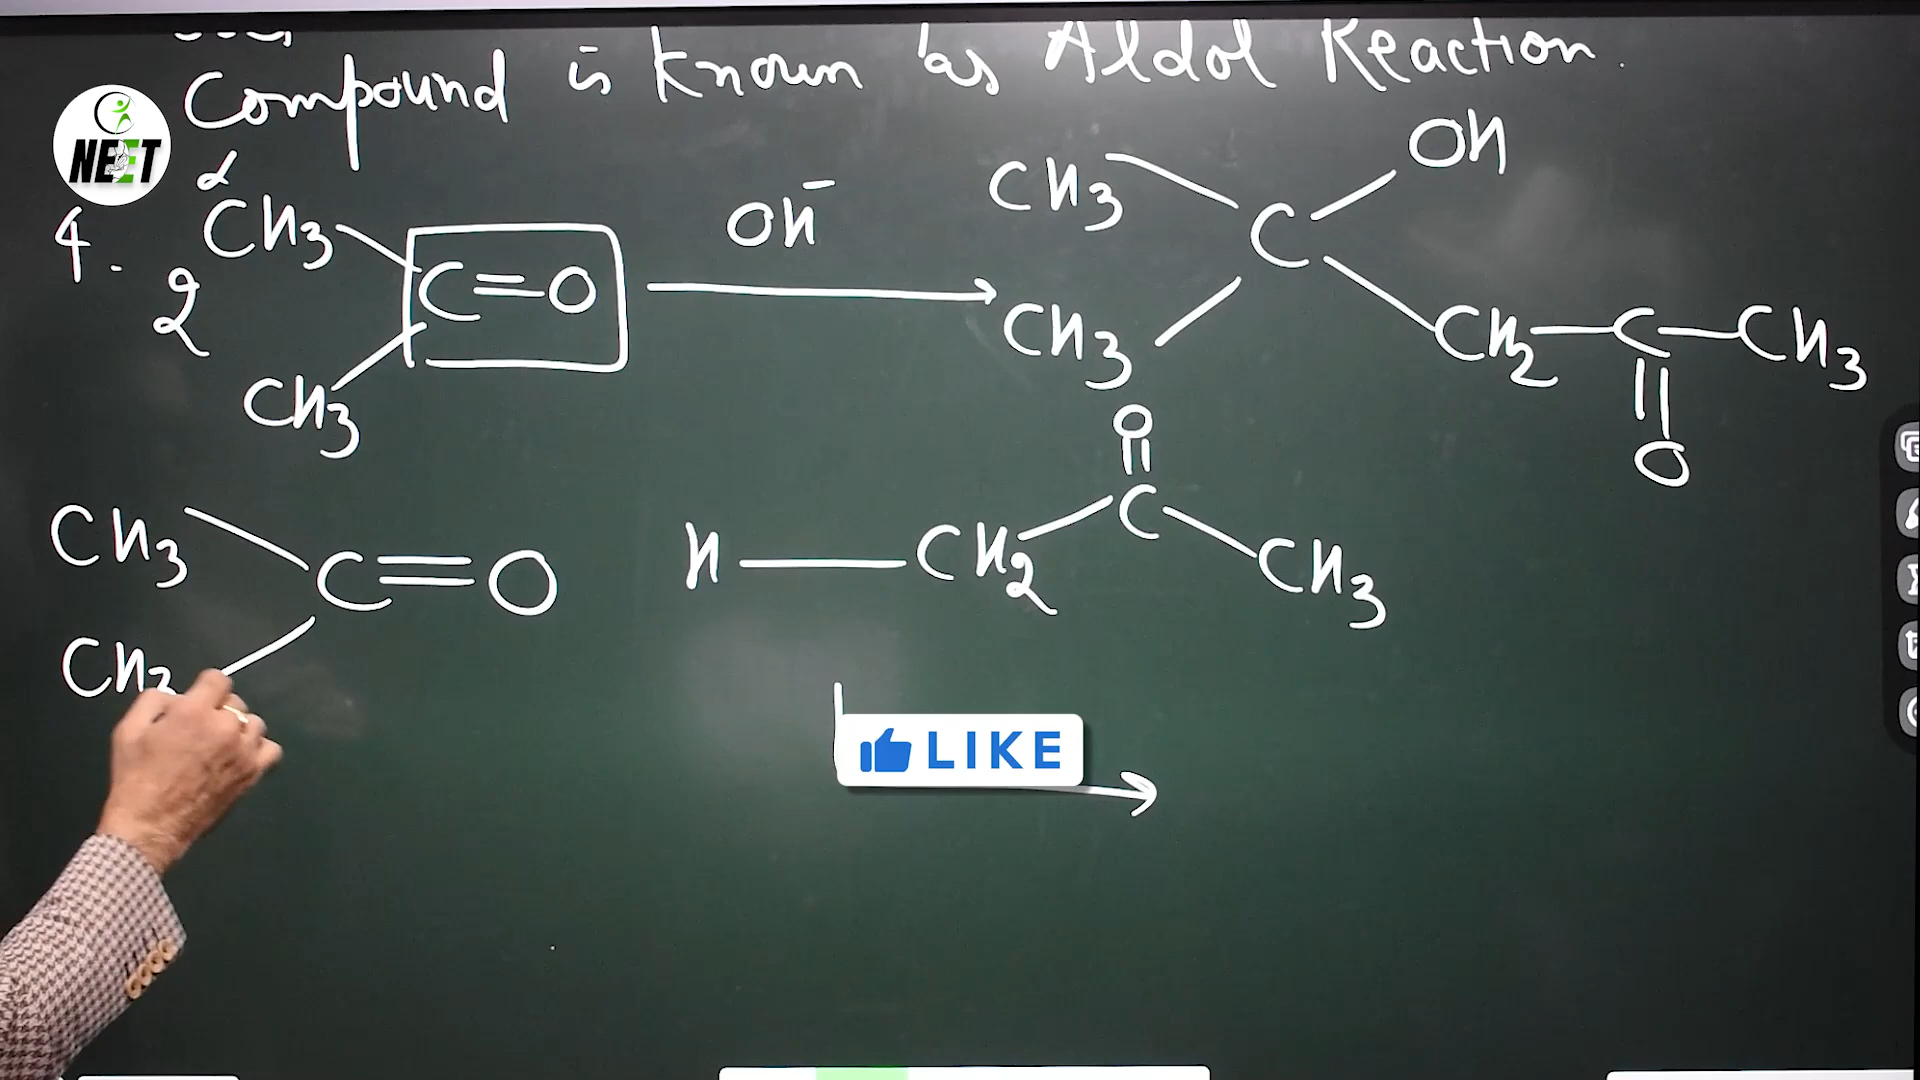 Compound is known as Aldol Reaction.
NEET
α
4. 2 CH3 C=O OH⁻ CH3 C OH
CH3 CH3 CH2 C CH3
O
O
CH3 C=O H CH2 C CH3
CH3
LIKE